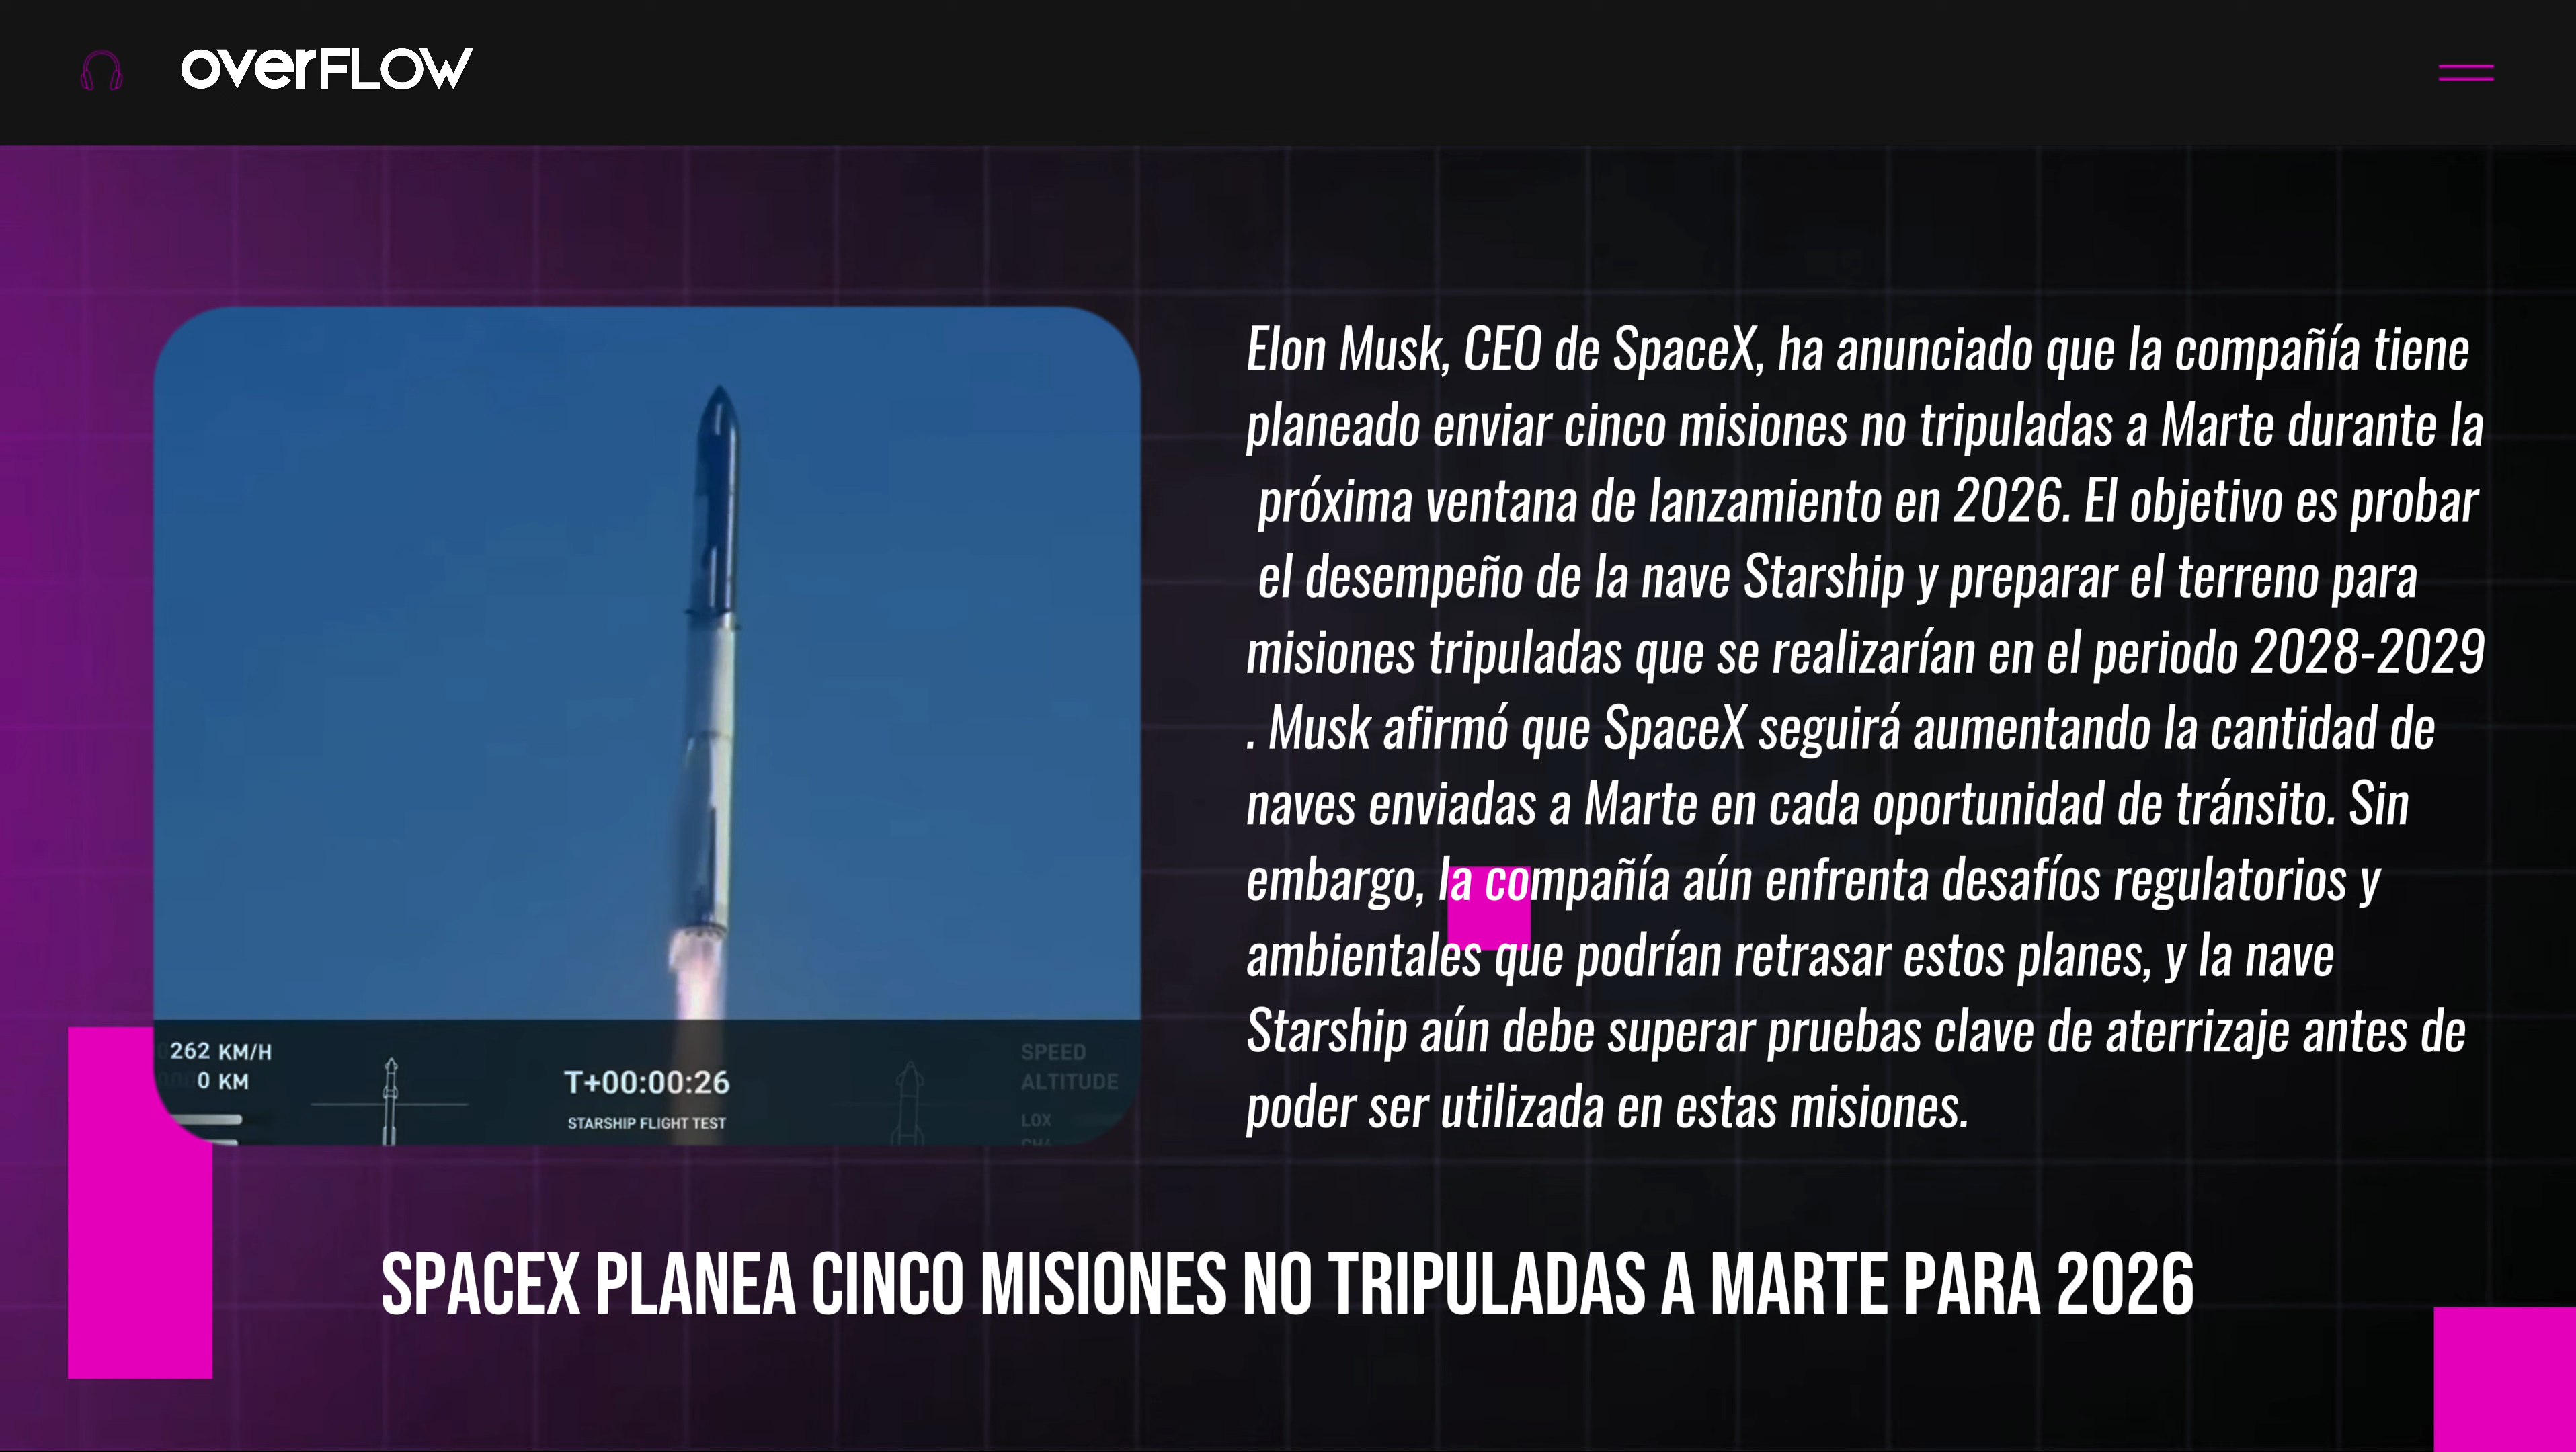 overFLOW
Elon Musk, CEO de SpaceX, ha anunciado que la compañía tiene
planeado enviar cinco misiones no tripuladas a Marte durante la
próxima ventana de lanzamiento en 2026. El objetivo es probar
el desempeño de la nave Starship y preparar el terreno para
misiones tripuladas que se realizarían en el periodo 2028-2029
. Musk afirmó que SpaceX seguirá aumentando la cantidad de
naves enviadas a Marte en cada oportunidad de tránsito. Sin
embargo, la compañía aún enfrenta desafíos regulatorios y
ambientales que podrían retrasar estos planes, y la nave
Starship aún debe superar pruebas clave de aterrizaje antes de
poder ser utilizada en estas misiones.
262 KM/H
0 KM
T+00:00:26
STARSHIP FLIGHT TEST
SPEED
ALTITUDE
LOX
SPACEX PLANEA CINCO MISIONES NO TRIPULADAS A MARTE PARA 2026